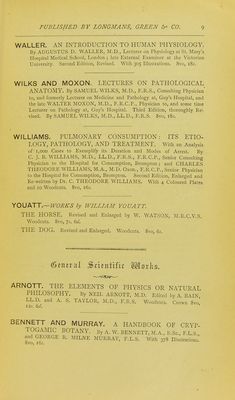 PUBLISHED BY LONGMANS, GREEN & CO. 9
WALLER. AN INTRODUCTION TO HUMAN PHYSIOLOGY.
By AUGUSTUS D. WALLER, M.D., Lecturer on Physiology at St. Mary's
Hospital Medical School, London; late External Examiner at the Victorian
University. Second Edition, Revised. With 305 Illustrations. 8vo, 18s.
WILKS AND MOXON. LECTURES ON PATHOLOGICAL
ANATOMY. By SAMUEL WILKS, M.D., F.R.S., Consulting Physician
to, and formerly Lecturer on Medicine and Pathology at, Guy's Hospital, and
the late WALTER MOXON, M.D., F.R.C.P., Physician to, and some time
Lecturer on Pathology at, Guy's Hospital. Third Edition, thoroughly Re-
vised. By SAMUEL WILKS, M.D., LL.D., F.R.S. 8vo, 18s.
WILLIAMS. PULMONARY CONSUMPTION: ITS ETIO-
LOGY, PATHOLOGY, AND TREATMENT. With an Analysis
of 1,000 Cases to Exemplify its Duration and Modes of Arrest. By
C. J. B. WILLIAMS, M.D., LL.D., F.R.S., F.R.C.P., Senior Consulting
Physician to the Hospital for Consumption, Brompton; and CHARLES
THEODORE WILLIAMS, M.A., M.D. Oxon., F.R.C.P., Senior Physician
to the Hospital for Consumption, Brompton. Second Edition, Enlarged and
Re-written by Dr. C. THEODORE WILLIAMS. With 4 Coloured Plates
and 10 Woodcuts. 8vo, 16s.
YOUATT.—WORKS by WILLIAM YOUATT.
THE HORSE. Revised and Enlarged by W. WATSON, M.R.C.V.S.
Woodcuts. 8vo, 7s. 6d.
THE DOG. Revised and Enlarged. Woodcuts. 8vo, 6s.
General Scientific Works.
ARNOTT. THE ELEMENTS OF PHYSICS OR NATURAL
PHILOSOPHY. By NEIL ARNOTT, M.D. Edited by A. BAIN,
LL.D. and A. S. TAYLOR, M.D., F.R.S. Woodcuts. Crown 8vo,
12s. 6d.
BENNETT AND MURRAY. A HANDBOOK OF CRYP-
TOGAMIC BOTANY. By A. W. BENNETT, M.A., B.Sc., F.L.S.,
and GEORGE R. MILNE MURRAY, F.L.S. With 378 Illustrations.
8vo, 16s.